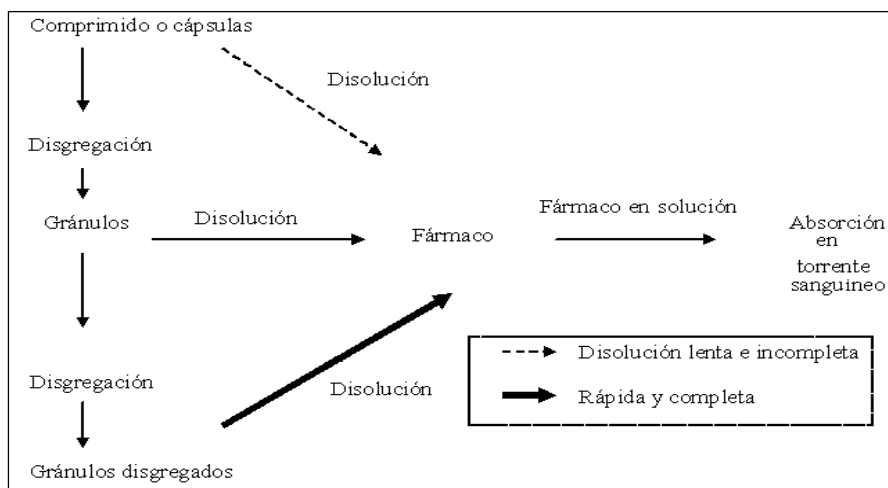 Comprimido o cápsulas
Disolución
Disgregación
Gránulos
Disolución
Fármaco
Fármaco en solución
Absorción
en
torrente
sanguineo
Disgregación
Disolución
Gránulos disgregados
Disolución lenta e incompleta
Rápida y completa